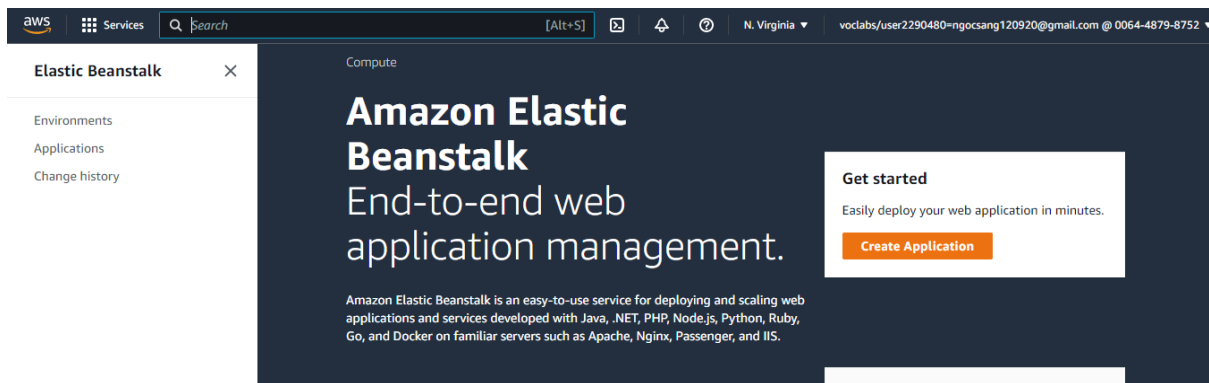 aws
Services
Search
[Alt+S]
N. Virginia
voclabs/user2290480=ngocsang120920@gmail.com @ 0064-4879-8752
Elastic Beanstalk
Environments
Applications
Change history
Compute
Amazon Elastic
Beanstalk
End-to-end web
application management.
Amazon Elastic Beanstalk is an easy-to-use service for deploying and scaling web
applications and services developed with Java, .NET, PHP, Node.js, Python, Ruby,
Go, and Docker on familiar servers such as Apache, Nginx, Passenger, and IIS.
Get started
Easily deploy your web application in minutes.
Create Application